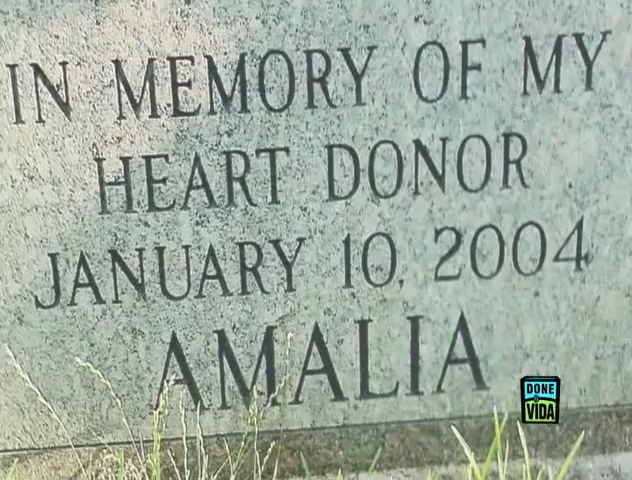 IN MEMORY OF MY
HEART DONOR
JANUARY 10, 2004
AMALIA
DONE
VIDA